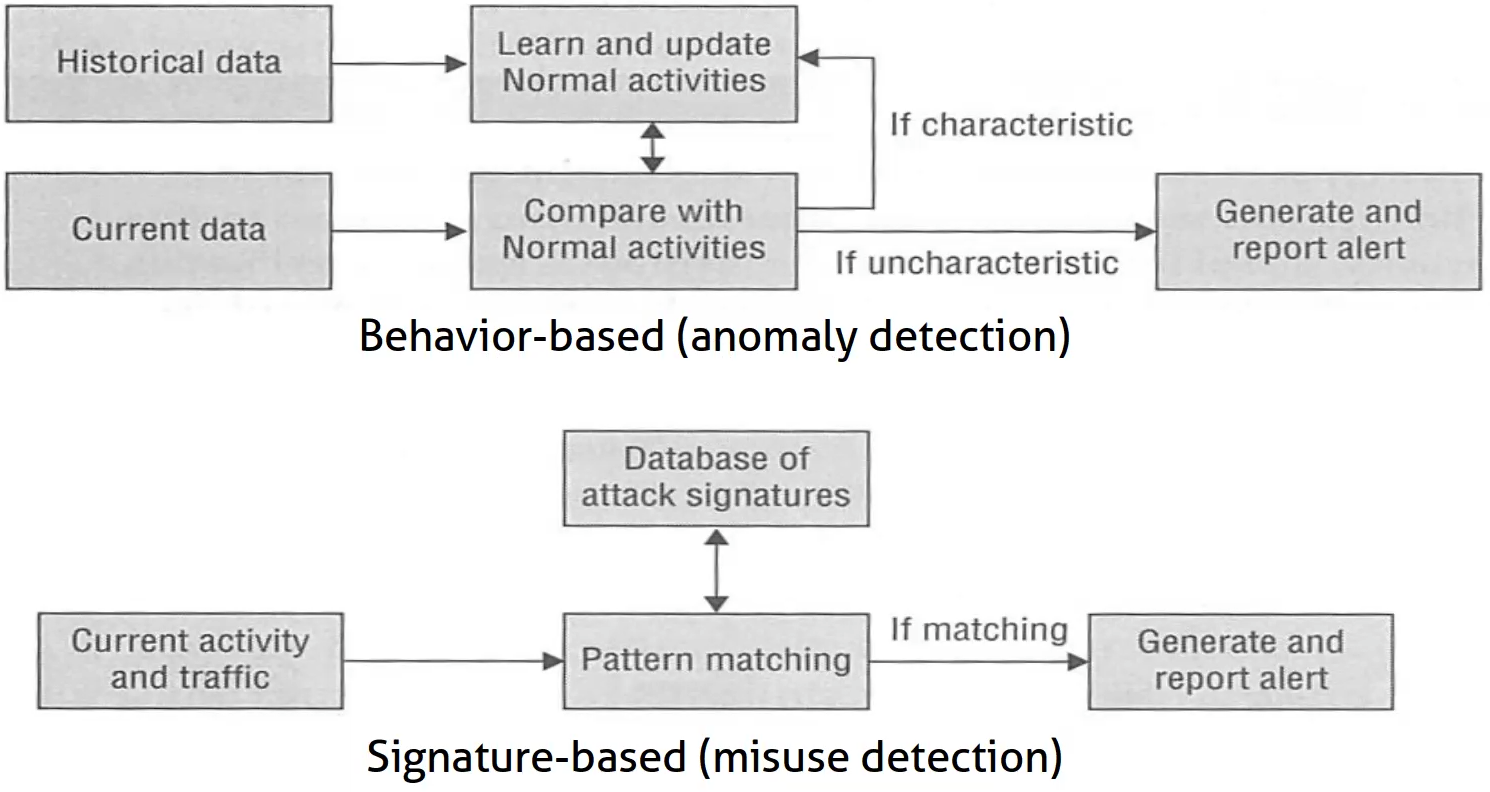 Historical data
Learn and update
Normal activities
If characteristic
Current data
Compare with
Normal activities
If uncharacteristic
Generate and
report alert
Behavior-based (anomaly detection)
Database of
attack signatures
Current activity
and traffic
Pattern matching
If matching
Generate and
report alert
Signature-based (misuse detection)